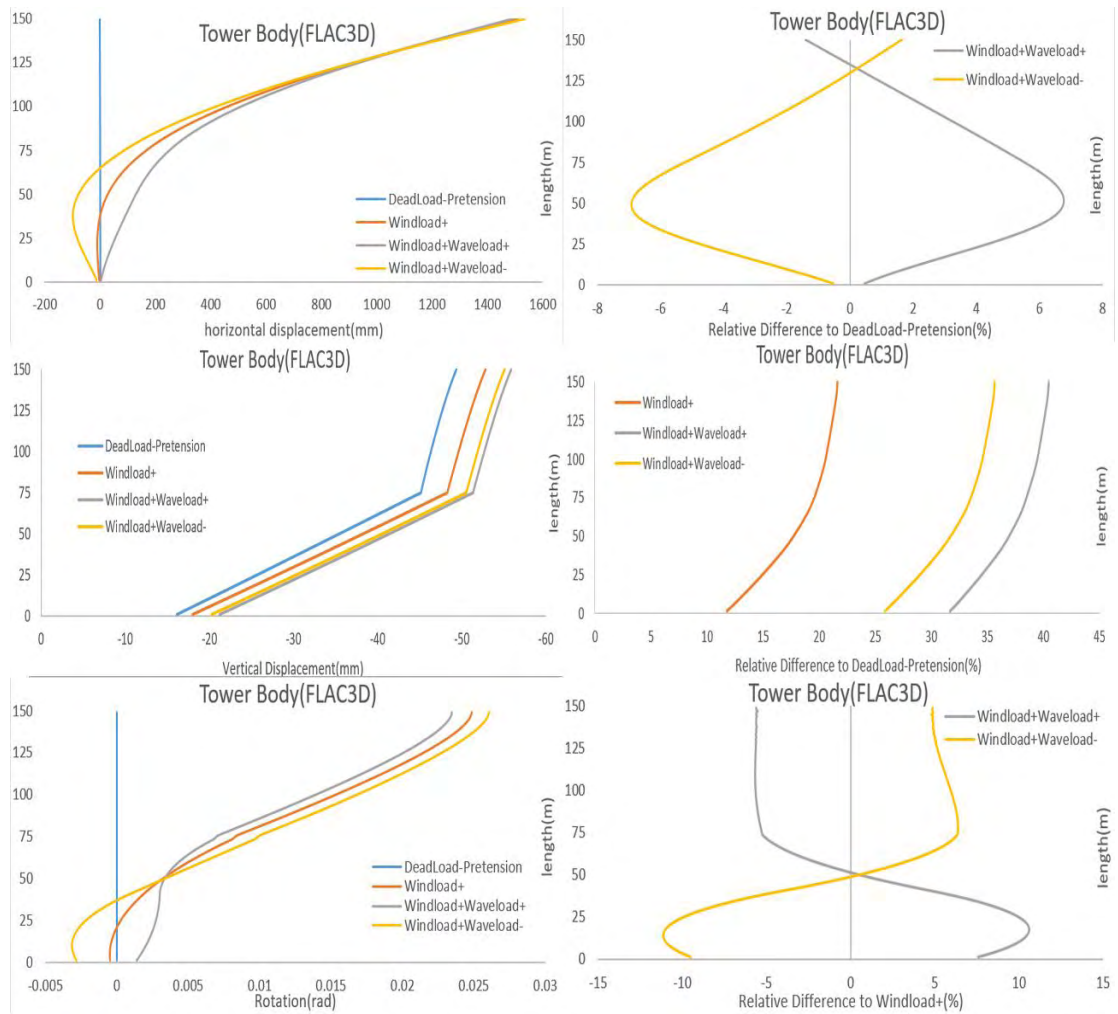 Tower Body(FLAC3D)
150
125
100
75
50
25
0
-200 0 200 400 600 800 1000 1200 1400 1600
horizontal displacement(mm)
DeadLoad-Pretension
Windload+
Windload+Waveload+
Windload+Waveload-
length(m)
150
125
100
75
50
25
0
-8 -6 -4 -2 0 2 4 6 8
Relative Difference to DeadLoad-Pretension(%)
Windload+Waveload+
Windload+Waveload-
length(m)
Tower Body(FLAC3D)
150
125
100
75
50
25
0
0 -10 -20 -30 -40 -50 -60
Vertical Displacement(mm)
DeadLoad-Pretension
Windload+
Windload+Waveload+
Windload+Waveload-
length(m)
Tower Body(FLAC3D)
150
125
100
75
50
25
0
0 5 10 15 20 25 30 35 40 45
Relative Difference to DeadLoad-Pretension(%)
Windload+
Windload+Waveload+
Windload+Waveload-
length(m)
Tower Body(FLAC3D)
150
125
100
75
50
25
0
-0.005 0 0.005 0.01 0.015 0.02 0.025 0.03
Rotation(rad)
DeadLoad-Pretension
Windload+
Windload+Waveload+
Windload+Waveload-
length(m)
Tower Body(FLAC3D)
150
125
100
75
50
25
0
-15 -10 -5 0 5 10 15
Relative Difference to Windload+(%)
Windload+Waveload+
Windload+Waveload-
length(m)